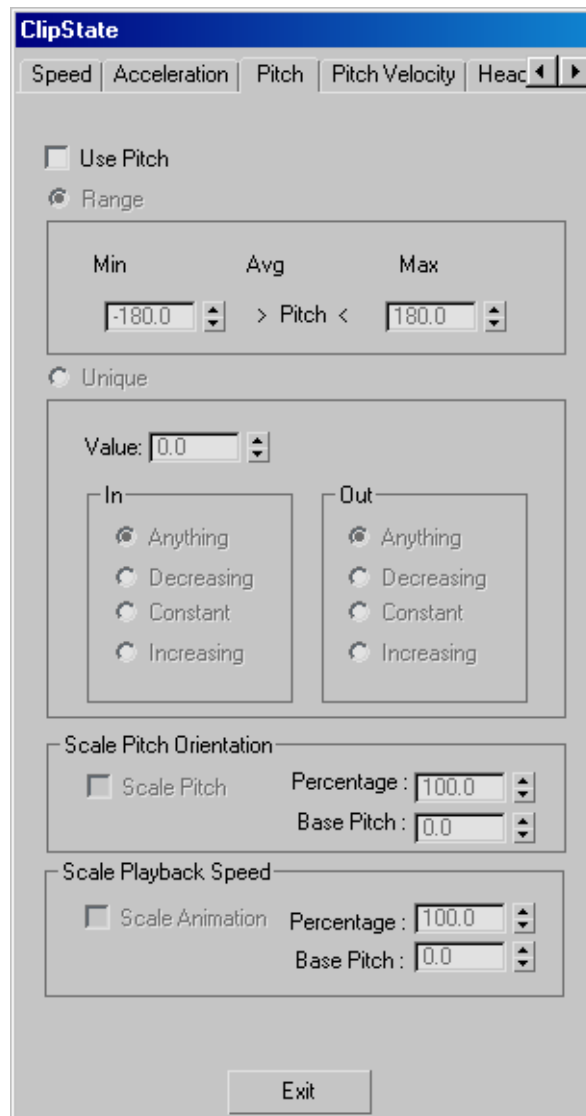 ClipState
Speed Acceleration Pitch Pitch Velocity Heac
Use Pitch
Range
Min Avg Max
-180.0 > Pitch < 180.0
Unique
Value: 0.0
In Out
Anything Anything
Decreasing Decreasing
Constant Constant
Increasing Increasing
Scale Pitch Orientation
Scale Pitch Percentage : 100.0
Base Pitch : 0.0
Scale Playback Speed
Scale Animation Percentage : 100.0
Base Pitch : 0.0
Exit